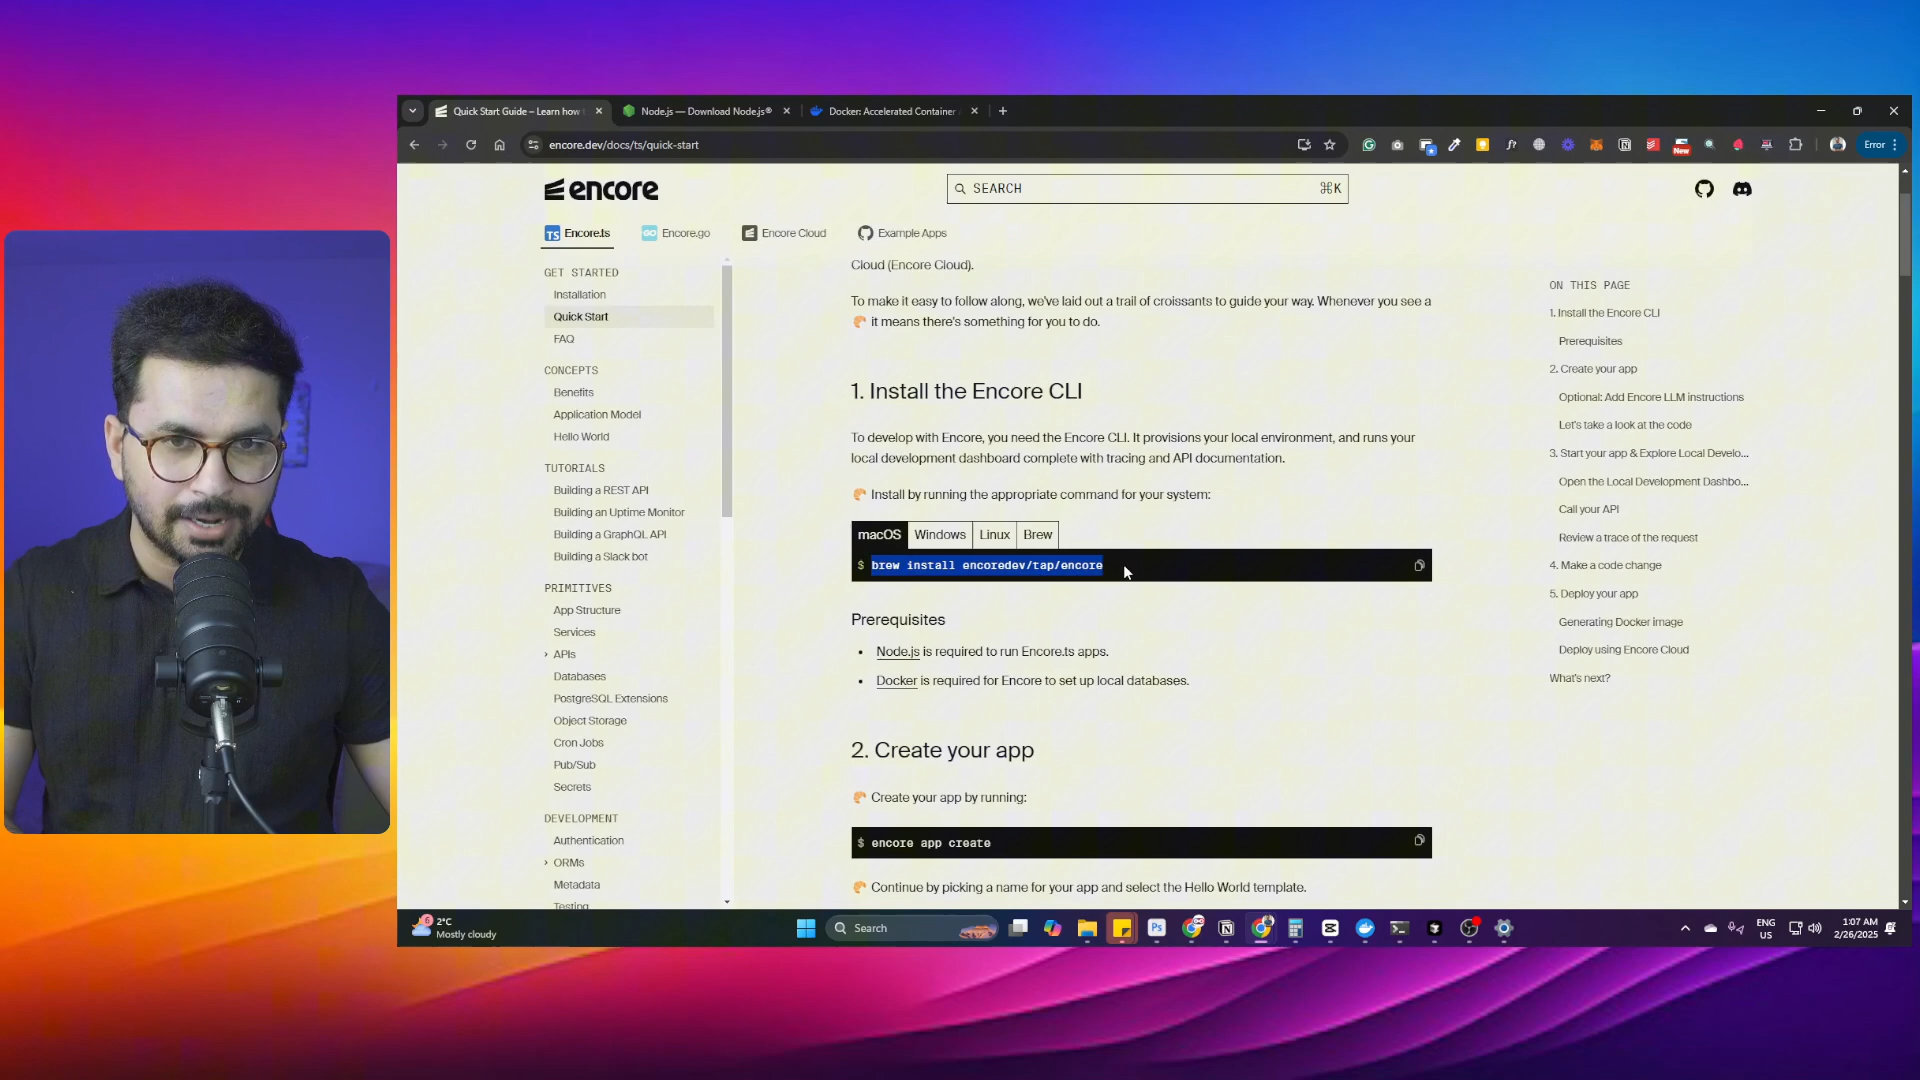 Quick Start Guide – Learn how
Node.js — Download Node.js®
Docker: Accelerated Container
encore.dev/docs/ts/quick-start
New
Error
encore
SEARCH
⌘K
TS Encore.ts
GO Encore.go
Encore Cloud
Example Apps
GET STARTED
Installation
Quick Start
FAQ
CONCEPTS
Benefits
Application Model
Hello World
TUTORIALS
Building a REST API
Building an Uptime Monitor
Building a GraphQL API
Building a Slack bot
PRIMITIVES
App Structure
Services
APIs
Databases
PostgreSQL Extensions
Object Storage
Cron Jobs
Pub/Sub
Secrets
DEVELOPMENT
Authentication
ORMs
Metadata
Testing
Cloud (Encore Cloud).
To make it easy to follow along, we've laid out a trail of croissants to guide your way. Whenever you see a
🥐 it means there's something for you to do.
1. Install the Encore CLI
To develop with Encore, you need the Encore CLI. It provisions your local environment, and runs your
local development dashboard complete with tracing and API documentation.
🥐 Install by running the appropriate command for your system:
macOS Windows Linux Brew
$ brew install encoredev/tap/encore
Prerequisites
• Node.js is required to run Encore.ts apps.
• Docker is required for Encore to set up local databases.
2. Create your app
🥐 Create your app by running:
$ encore app create
🥐 Continue by picking a name for your app and select the Hello World template.
ON THIS PAGE
1. Install the Encore CLI
Prerequisites
2. Create your app
Optional: Add Encore LLM instructions
Let's take a look at the code
3. Start your app & Explore Local Develo...
Open the Local Development Dashbo...
Call your API
Review a trace of the request
4. Make a code change
5. Deploy your app
Generating Docker image
Deploy using Encore Cloud
What's next?
6
2°C
Mostly cloudy
Search
Ps
ENG
US
1:07 AM
2/26/2025